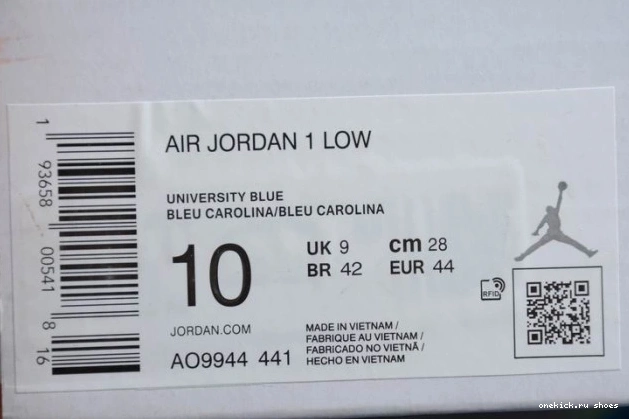 AIR JORDAN 1 LOW
UNIVERSITY BLUE
BLEU CAROLINA/BLEU CAROLINA
10
UK 9
cm 28
BR 42
EUR 44
RFID
JORDAN.COM
AO9944 441
MADE IN VIETNAM /
FABRIQUE AU VIETNAM /
FABRICADO NO VIETNÃ /
HECHO EN VIETNAM
1 93658 00541 8 16
onekick.ru shoes